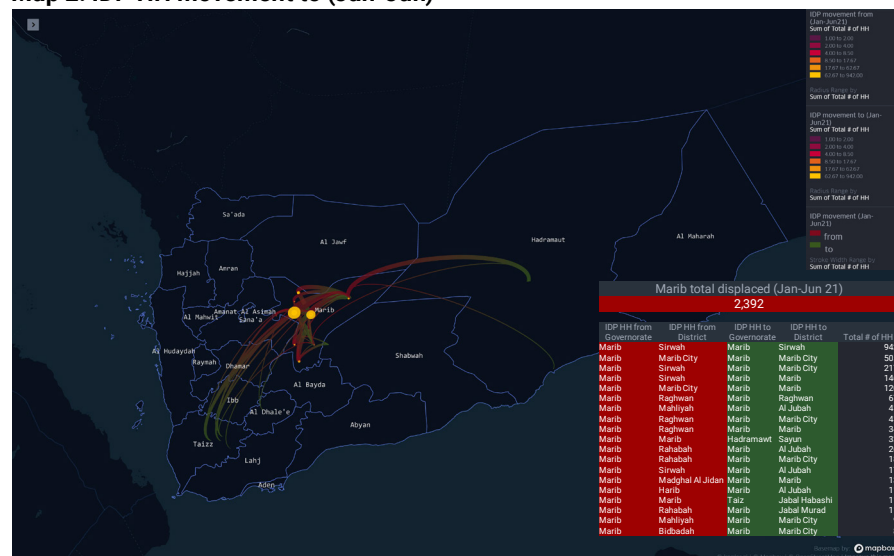 IDP movement from
(Jan-Jun21)
Sum of Total # of HH
1.00 to 2.00
2.00 to 4.00
4.00 to 8.50
8.50 to 17.67
17.67 to 62.67
62.67 to 942.00
Radius Range by
Sum of Total # of HH
IDP movement to (Jan-
Jun21)
Sum of Total # of HH
1.00 to 2.00
2.00 to 4.00
4.00 to 8.50
8.50 to 17.67
17.67 to 62.67
62.67 to 942.00
Radius Range by
Sum of Total # of HH
IDP movement (Jan-
Jun21)
from
to
Stroke Width Range by
Sum of Total # of HH
Sa'ada
Al Jawf
Hadramaut
Al Maharah
Hajjah
Amran
Al Mahwit
Amanat Al Asimah
Sana'a
Marib
Al Hudaydah
Raymah
Dhamar
Shabwah
Al Bayda
Ibb
Al Dhale'e
Abyan
Taizz
Lahj
Aden
Marib total displaced (Jan-Jun 21)
2,392
IDP HH from Governorate IDP HH from District IDP HH to Governorate IDP HH to District Total # of HH
Marib Sirwah Marib Sirwah
Marib Marib City Marib Marib City
Marib Sirwah Marib Marib City
Marib Sirwah Marib Marib
Marib Marib City Marib Marib
Marib Raghwan Marib Raghwan
Marib Mahliyah Marib Al Jubah
Marib Raghwan Marib Marib City
Marib Raghwan Marib Marib
Marib Marib Hadramawt Sayun
Marib Rahabah Marib Al Jubah
Marib Rahabah Marib Marib City
Marib Sirwah Marib Al Jubah
Marib Madghal Al Jidan Marib Marib
Marib Harib Marib Al Jubah
Marib Marib Taiz Jabal Habashi
Marib Rahabah Marib Jabal Murad
Marib Mahliyah Marib Marib City
Marib Bidbadah Marib Marib City
Basemap by: mapbox